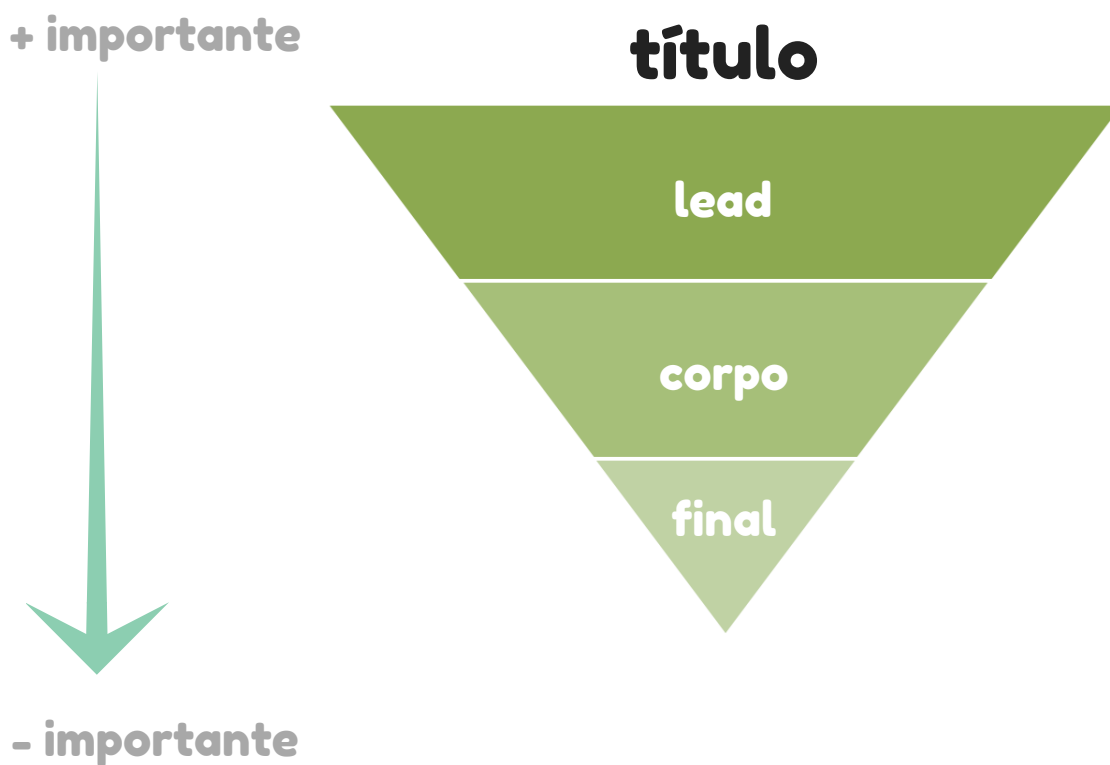 + importante
título
lead
corpo
final
- importante